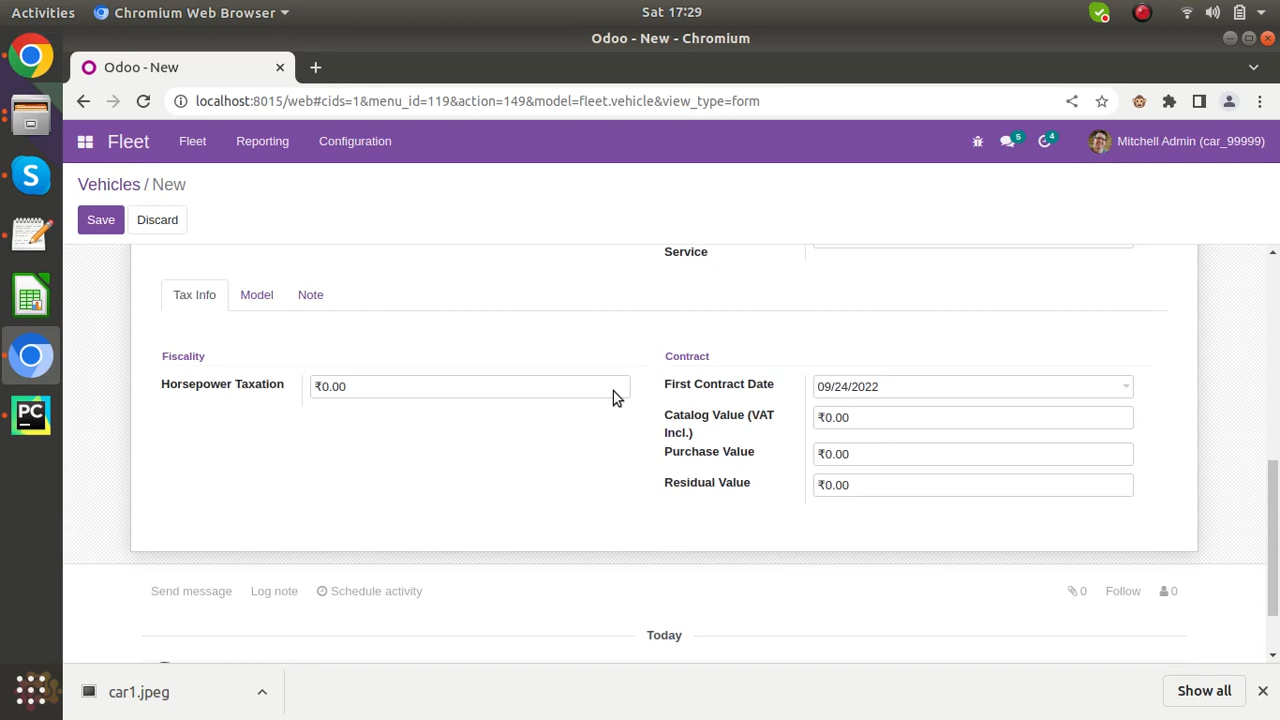 Activities Chromium Web Browser Sat 17:29
Odoo - New - Chromium
Odoo - New
localhost:8015/web#cids=1&menu_id=119&action=149&model=fleet.vehicle&view_type=form
Fleet Fleet Reporting Configuration 5 4 Mitchell Admin (car_99999)
Vehicles / New
Save Discard
Service
Tax Info Model Note
Fiscality Contract
Horsepower Taxation ₹0.00 First Contract Date 09/24/2022
Catalog Value (VAT Incl.) ₹0.00
Purchase Value ₹0.00
Residual Value ₹0.00
Send message Log note Schedule activity 0 Follow 0
Today
car1.jpeg Show all
S
PC